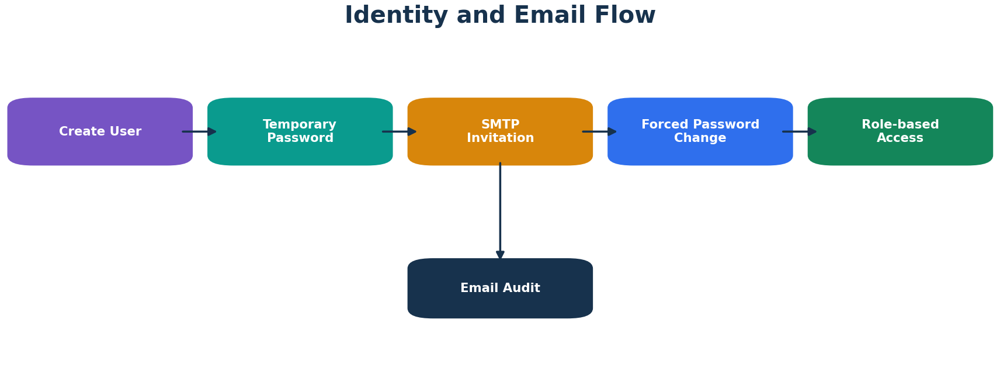 Identity and Email Flow
Create User
Temporary
Password
SMTP
Invitation
Forced Password
Change
Role-based
Access
Email Audit